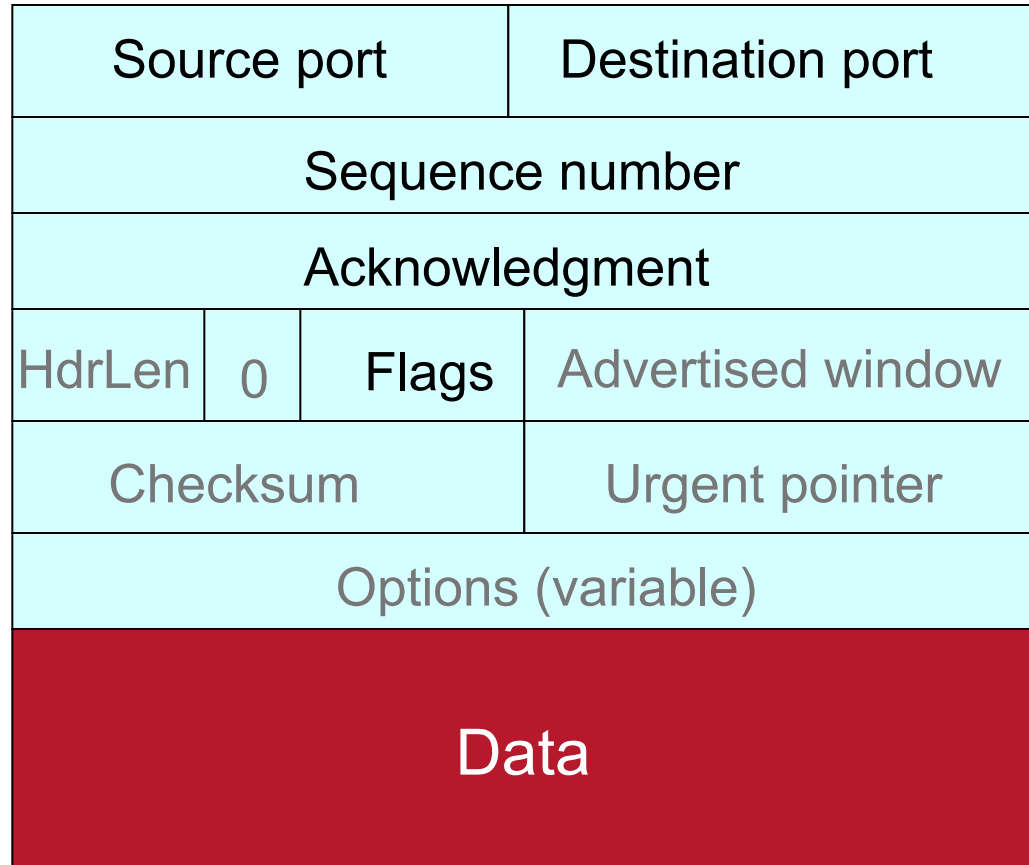 Source port Destination port
Sequence number
Acknowledgment
HdrLen 0 Flags Advertised window
Checksum Urgent pointer
Options (variable)
Data